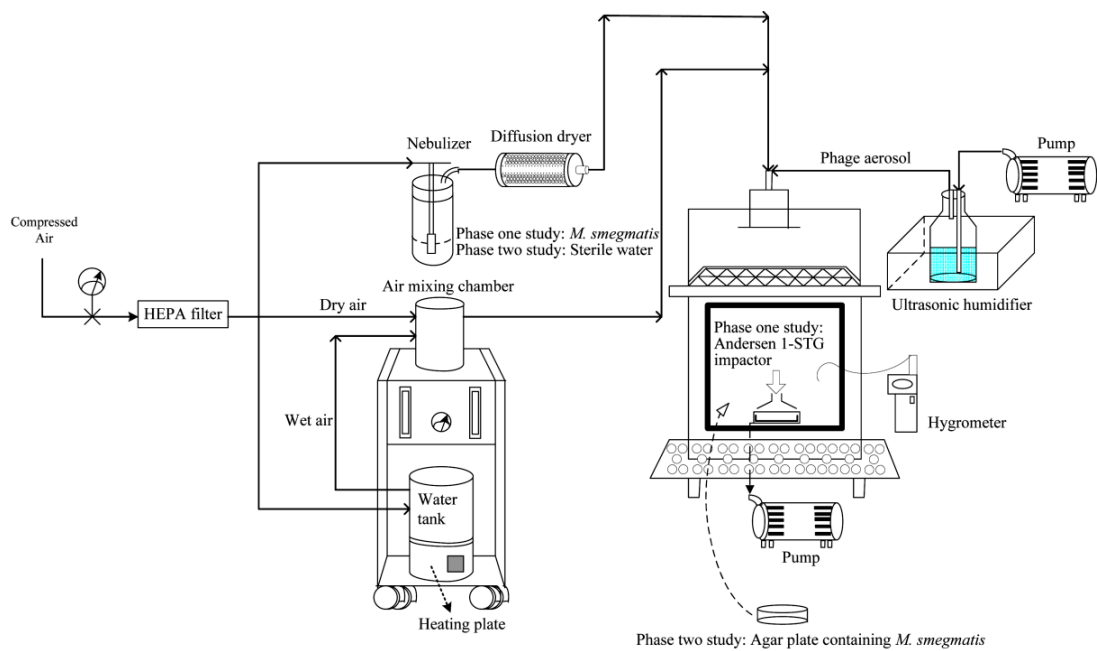 Nebulizer
Diffusion dryer
Pump
Phage aerosol
Compressed
Air
Phase one study: M. smegmatis
Phase two study: Sterile water
Air mixing chamber
Ultrasonic humidifier
HEPA filter
Dry air
Phase one study:
Andersen 1-STG
impactor
Wet air
Hygrometer
Water
tank
Pump
Heating plate
Phase two study: Agar plate containing M. smegmatis